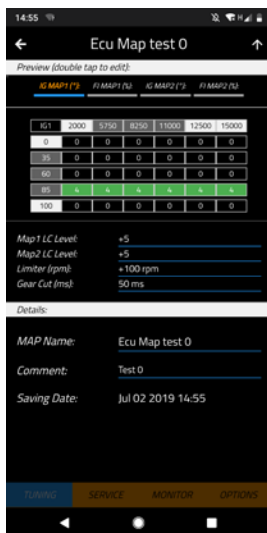 14:55
Ecu Map test 0
Preview (double tap to edit):
IG MAP1 (°): FI MAP1 (%): IG MAP2 (°): FI MAP2 (%):
IG1 2000 5750 8250 11000 12500 15000
0 0 0 0 0 0 0
35 0 0 0 0 0 0
60 0 0 0 0 0 0
85 4 4 4 4 4 4
100 0 0 0 0 0 0
Map1 LC Level: +5
Map2 LC Level: +5
Limiter (rpm): +100 rpm
Gear Cut (ms): 50 ms
Details:
MAP Name: Ecu Map test 0
Comment: Test 0
Saving Date: Jul 02 2019 14:55
TUNING SERVICE MONITOR OPTIONS